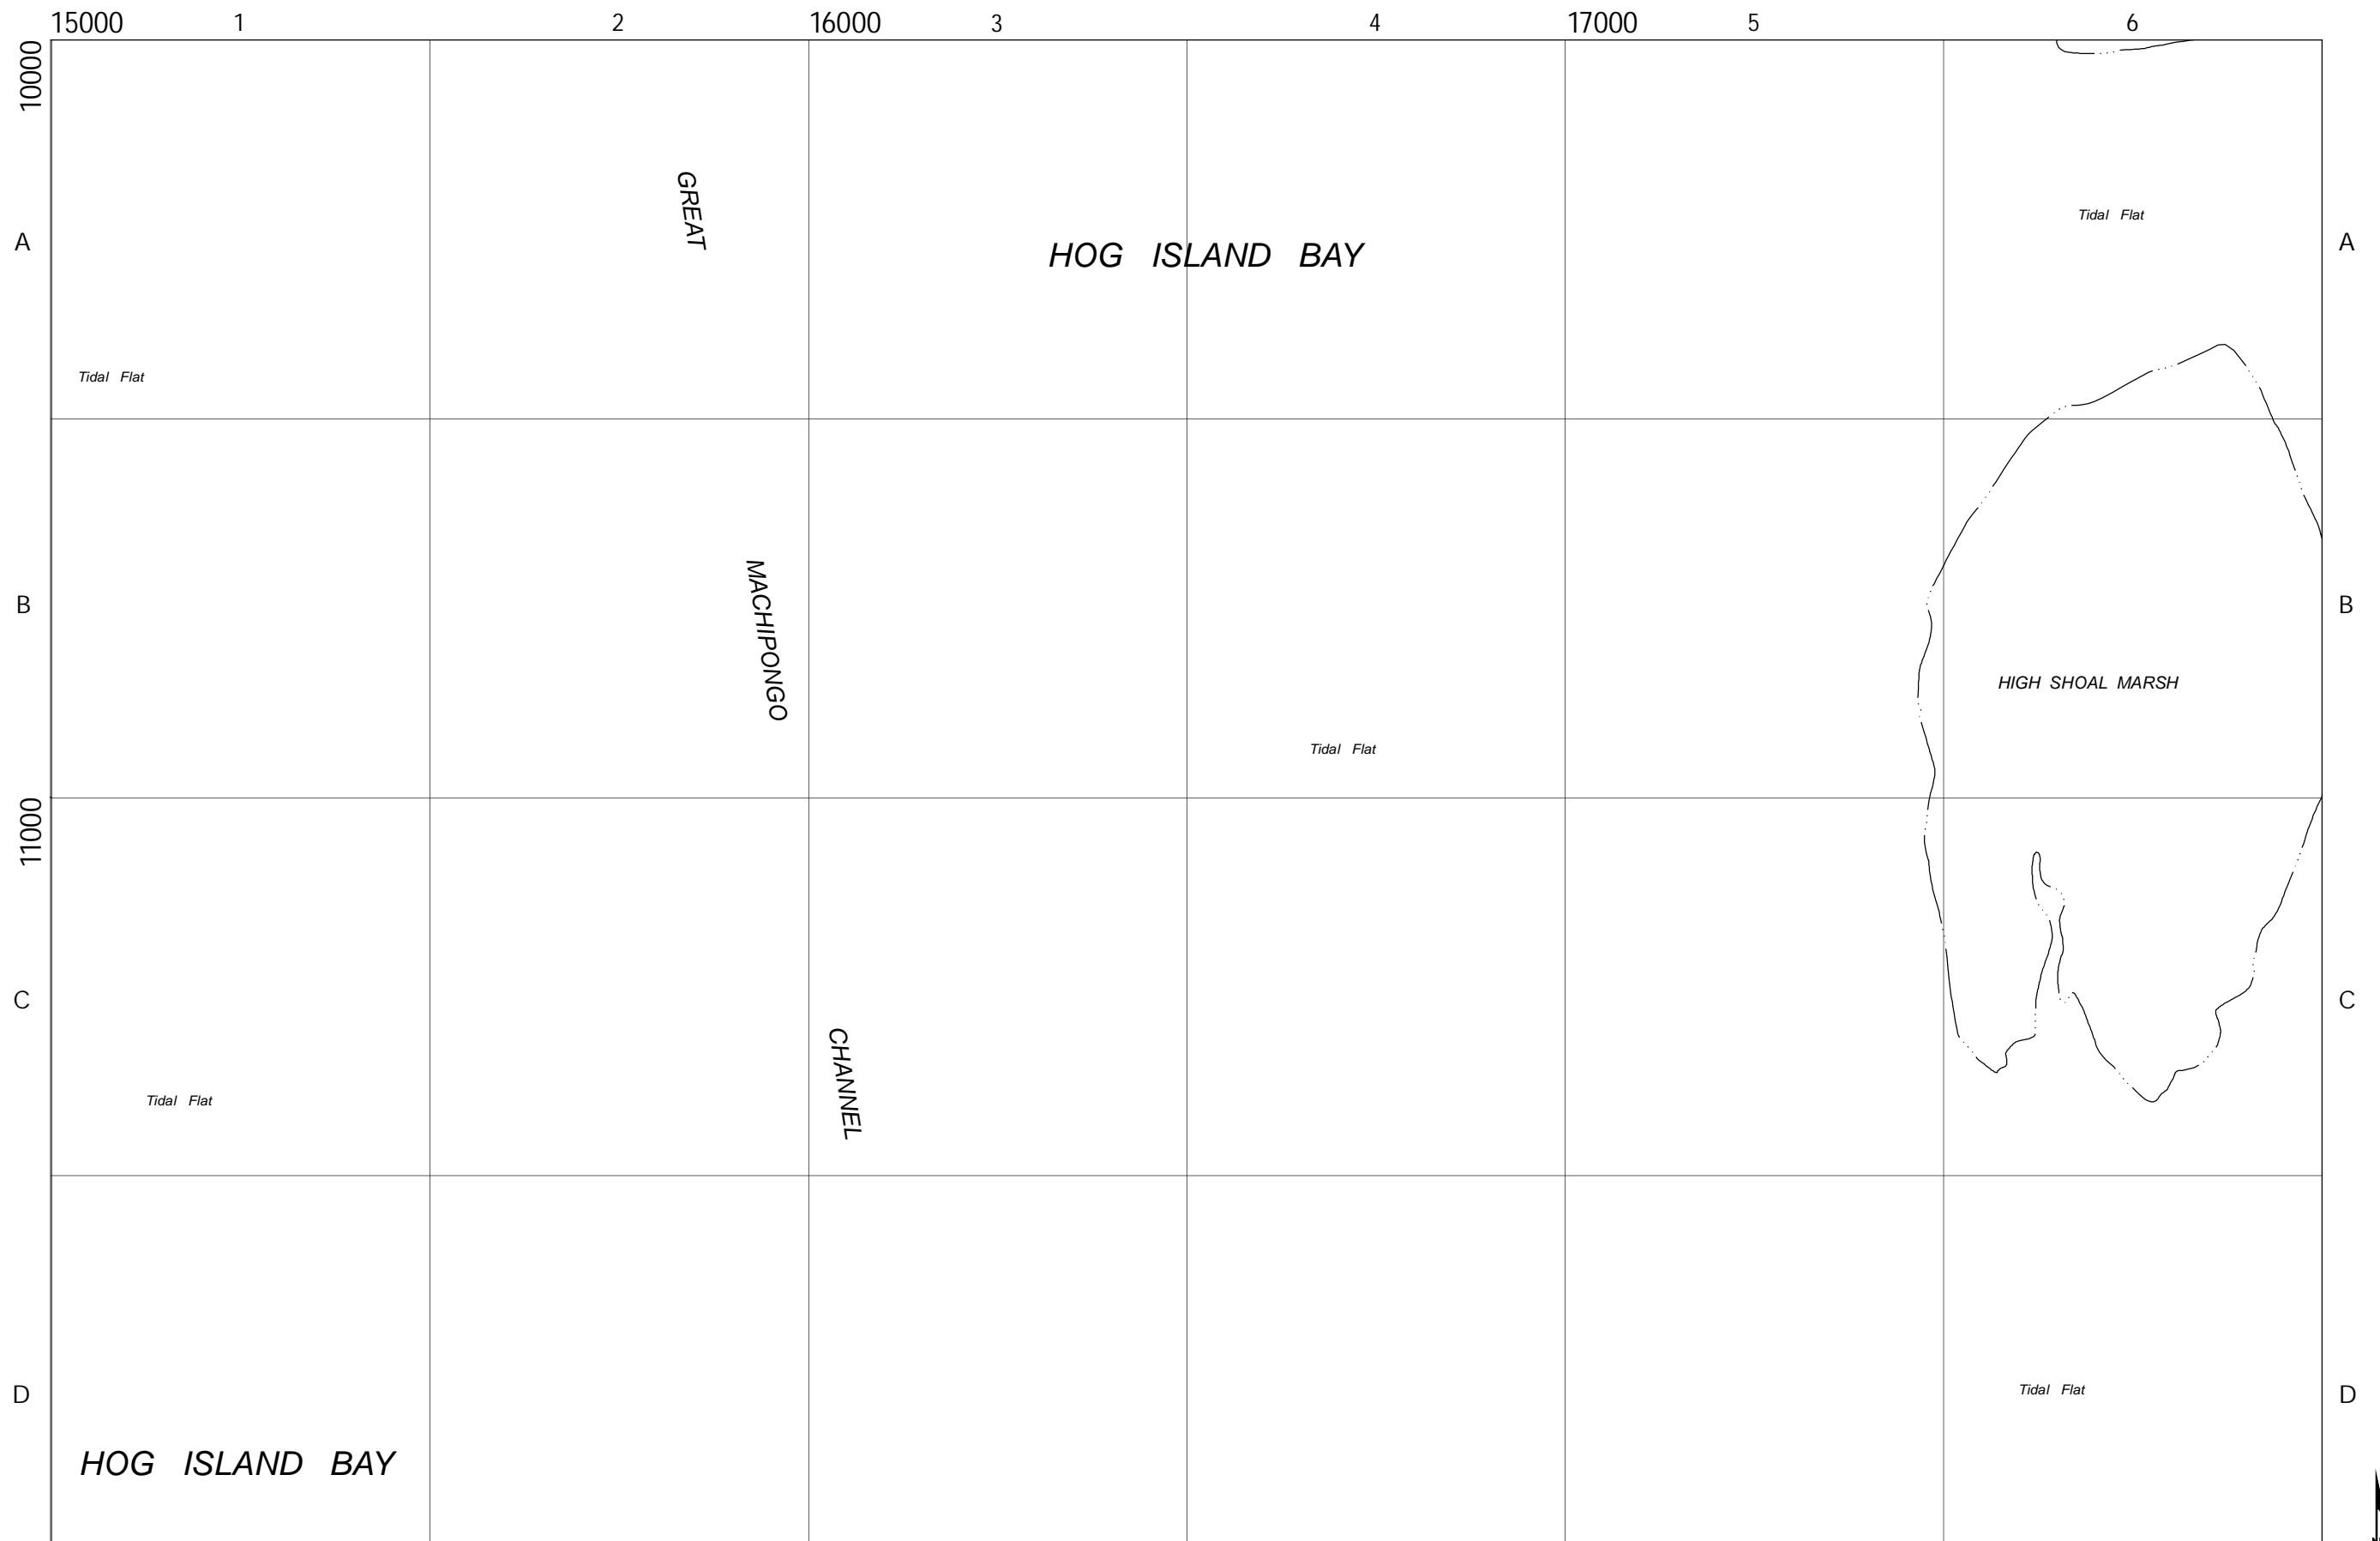 15000 1 2 16000 3 4 17000 5 6
10000
GREAT
Tidal Flat
A HOG ISLAND BAY A
Tidal Flat
MACHIPONGO
B B
HIGH SHOAL MARSH
Tidal Flat
11000
C C
CHANNEL
Tidal Flat
Tidal Flat
D D
HOG ISLAND BAY